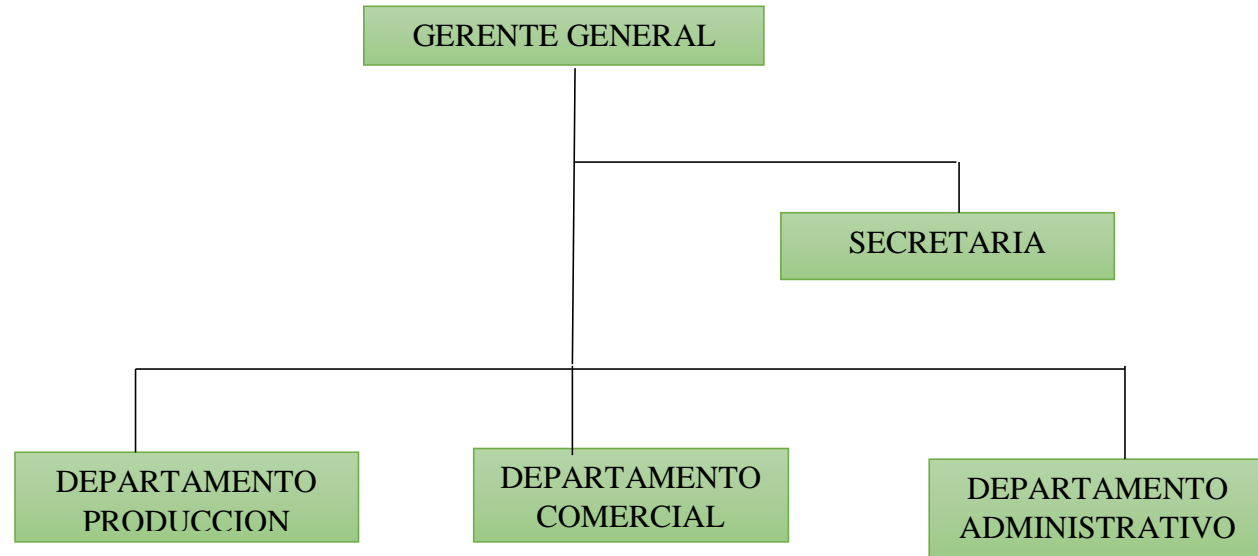 GERENTE GENERAL
SECRETARIA
DEPARTAMENTO
PRODUCCION
DEPARTAMENTO
COMERCIAL
DEPARTAMENTO
ADMINISTRATIVO